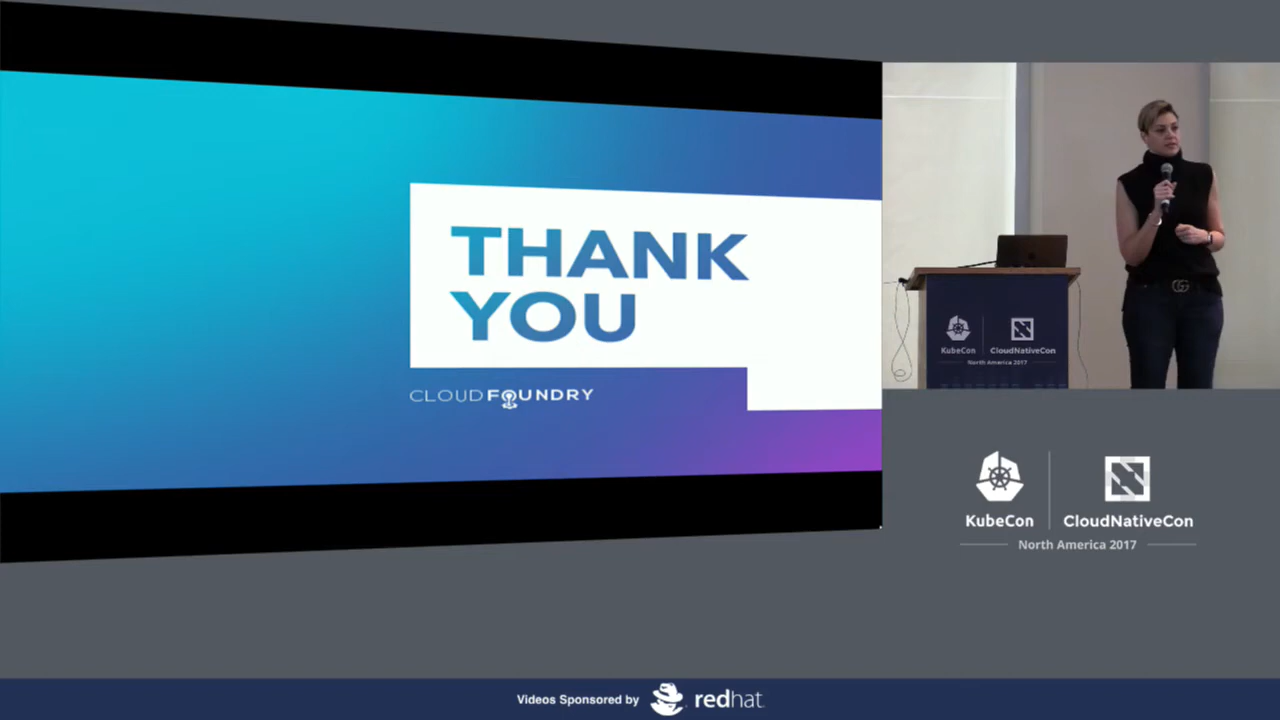 THANK
YOU
CLOUDFOUNDRY
KubeCon
CloudNativeCon
North America 2017
KubeCon
CloudNativeCon
North America 2017
Videos Sponsored by
redhat.